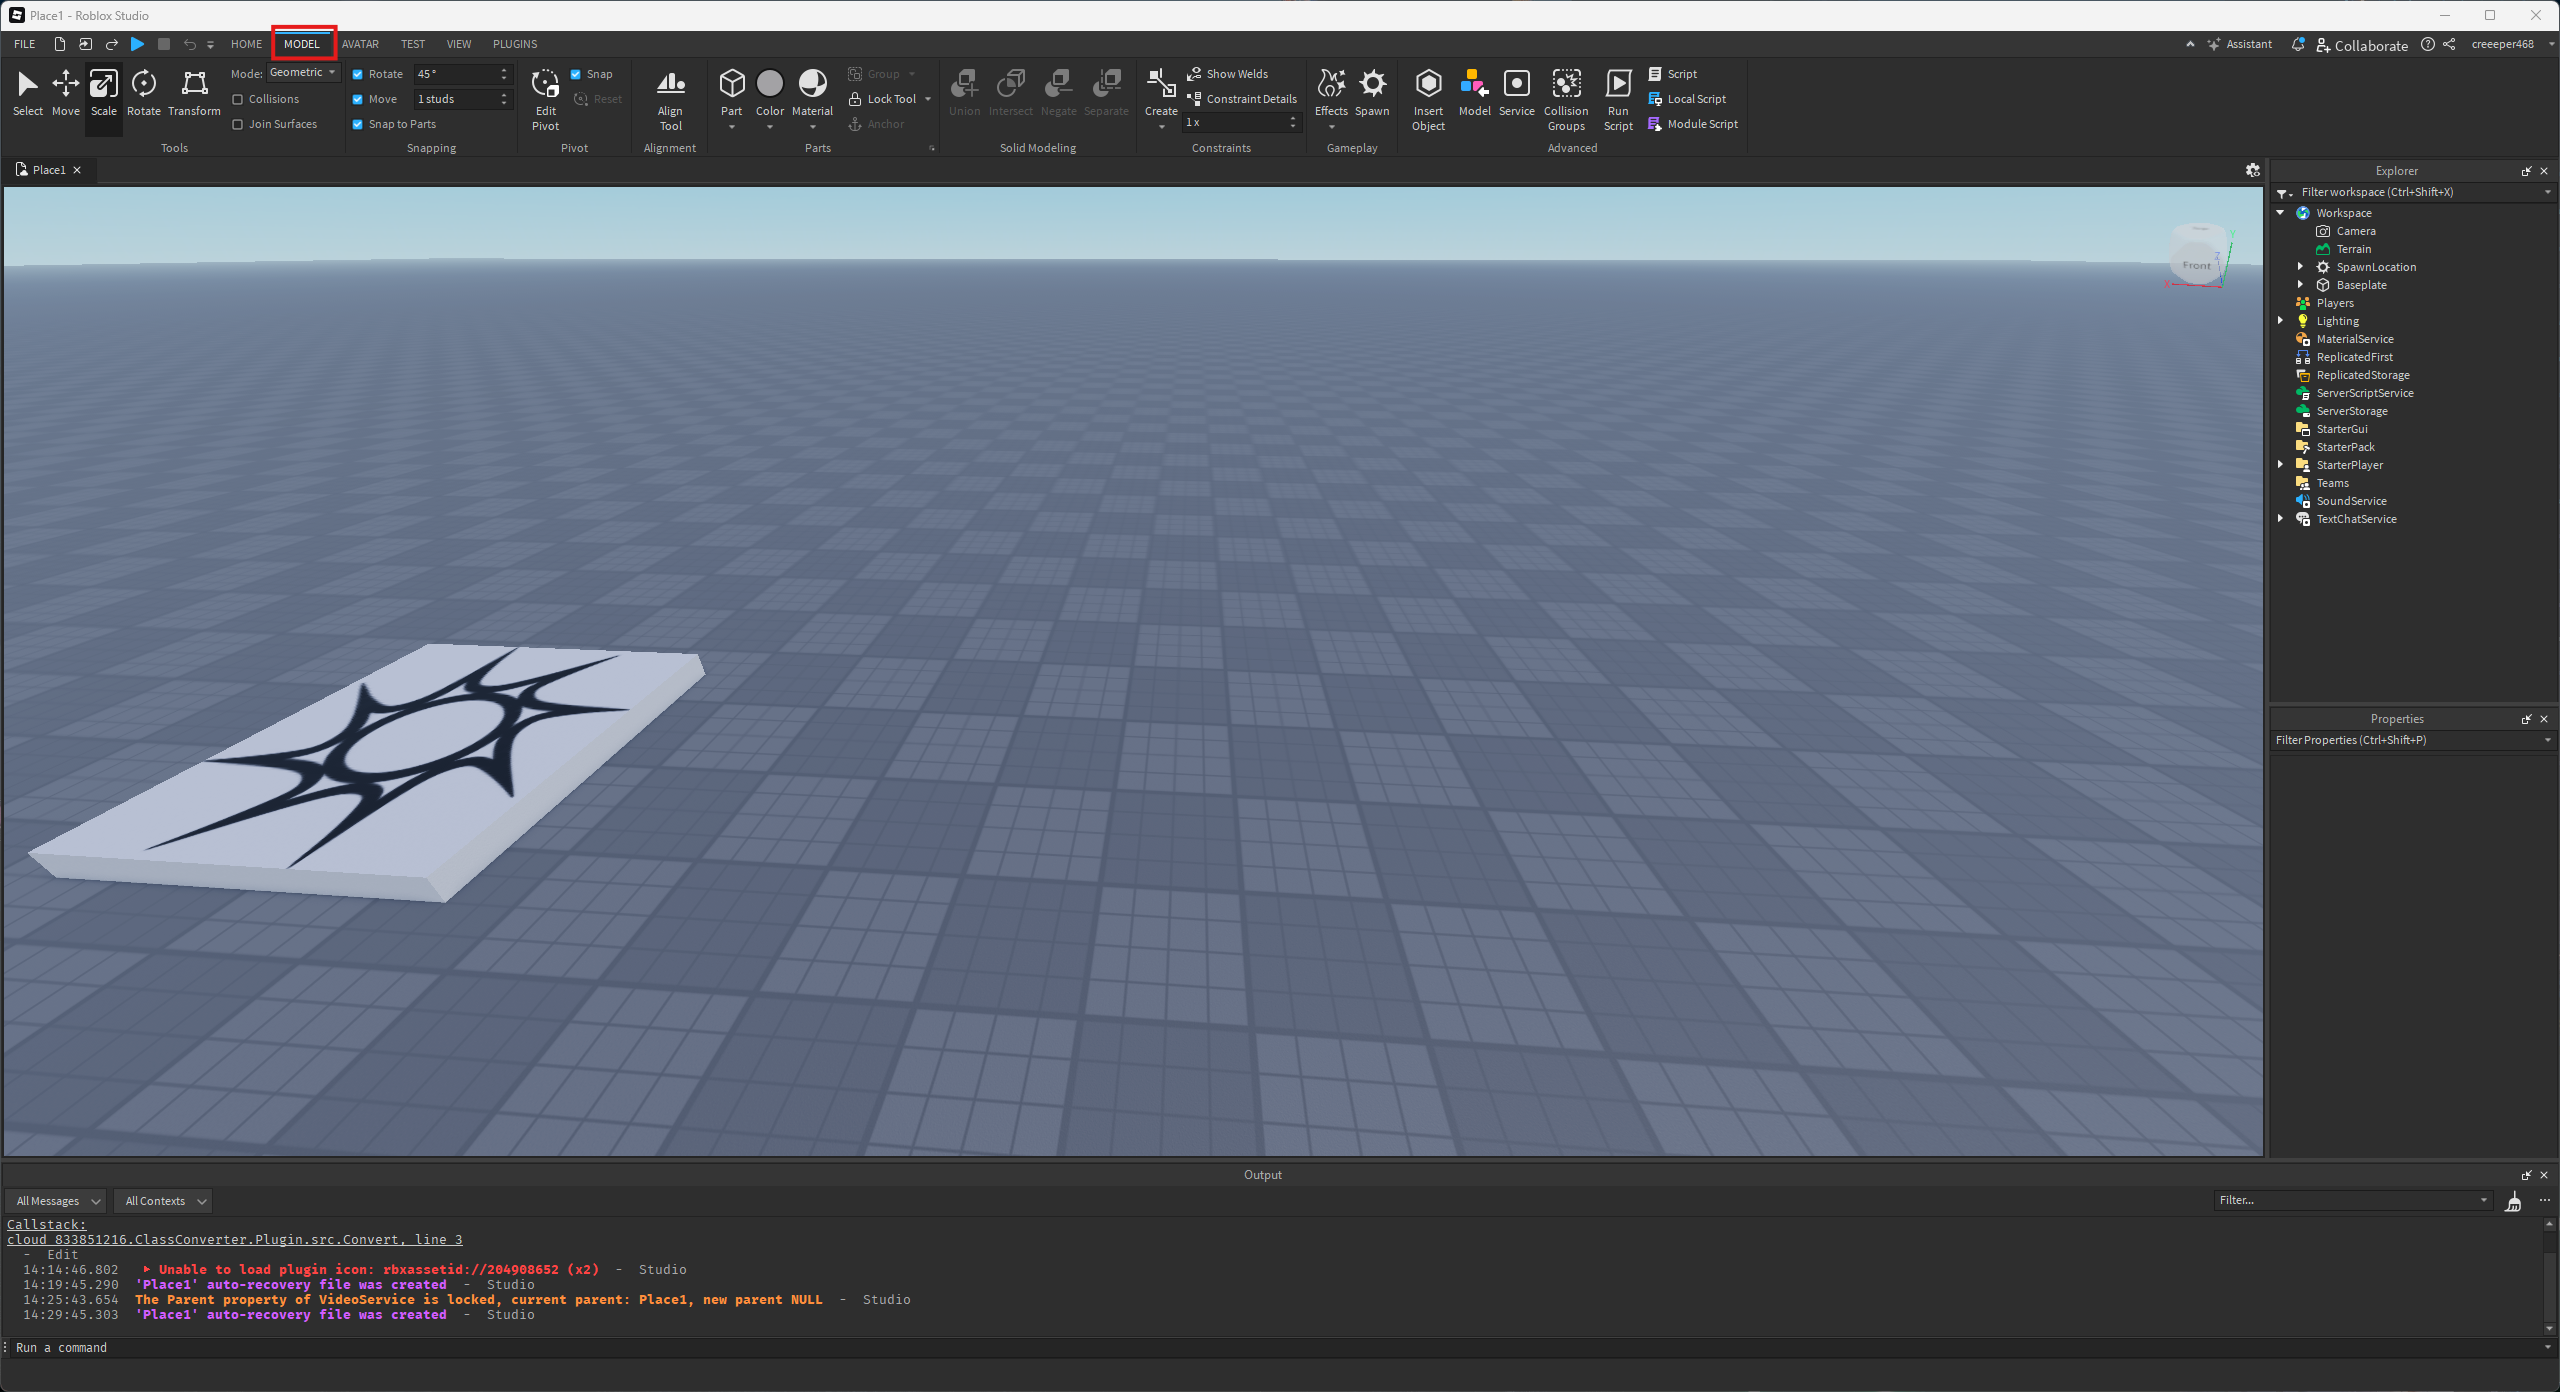 Place1 - Roblox Studio
FILE HOME MODEL AVATAR TEST VIEW PLUGINS Assistant Collaborate creeeper468
Select Move Scale Rotate Transform
Mode: Geometric
Collisions
Join Surfaces
Tools
Rotate 45°
Move 1 studs
Snap to Parts
Snapping
Edit Pivot
Snap
Reset
Pivot
Align Tool
Alignment
Part Color Material
Group
Lock Tool
Anchor
Parts
Union Intersect Negate Separate
Solid Modeling
Create
Show Welds
Constraint Details
1 x
Constraints
Effects Spawn
Gameplay
Insert Object
Model Service
Collision Groups
Run Script
Script
Local Script
Module Script
Advanced
Place1
Front
X
Y
Z
Explorer
Filter workspace (Ctrl+Shift+X)
Workspace
Camera
Terrain
SpawnLocation
Baseplate
Players
Lighting
MaterialService
ReplicatedFirst
ReplicatedStorage
ServerScriptService
ServerStorage
StarterGui
StarterPack
StarterPlayer
Teams
SoundService
TextChatService
Properties
Filter Properties (Ctrl+Shift+P)
Output
All Messages All Contexts Filter...
Callstack:
cloud_833851216.ClassConverter.Plugin.src.Convert, line 3
- Edit
14:14:46.802 Unable to load plugin icon: rbxassetid://204908652 (x2) - Studio
14:19:45.290 'Place1' auto-recovery file was created - Studio
14:25:43.654 The Parent property of VideoService is locked, current parent: Place1, new parent NULL - Studio
14:29:45.303 'Place1' auto-recovery file was created - Studio
Run a command